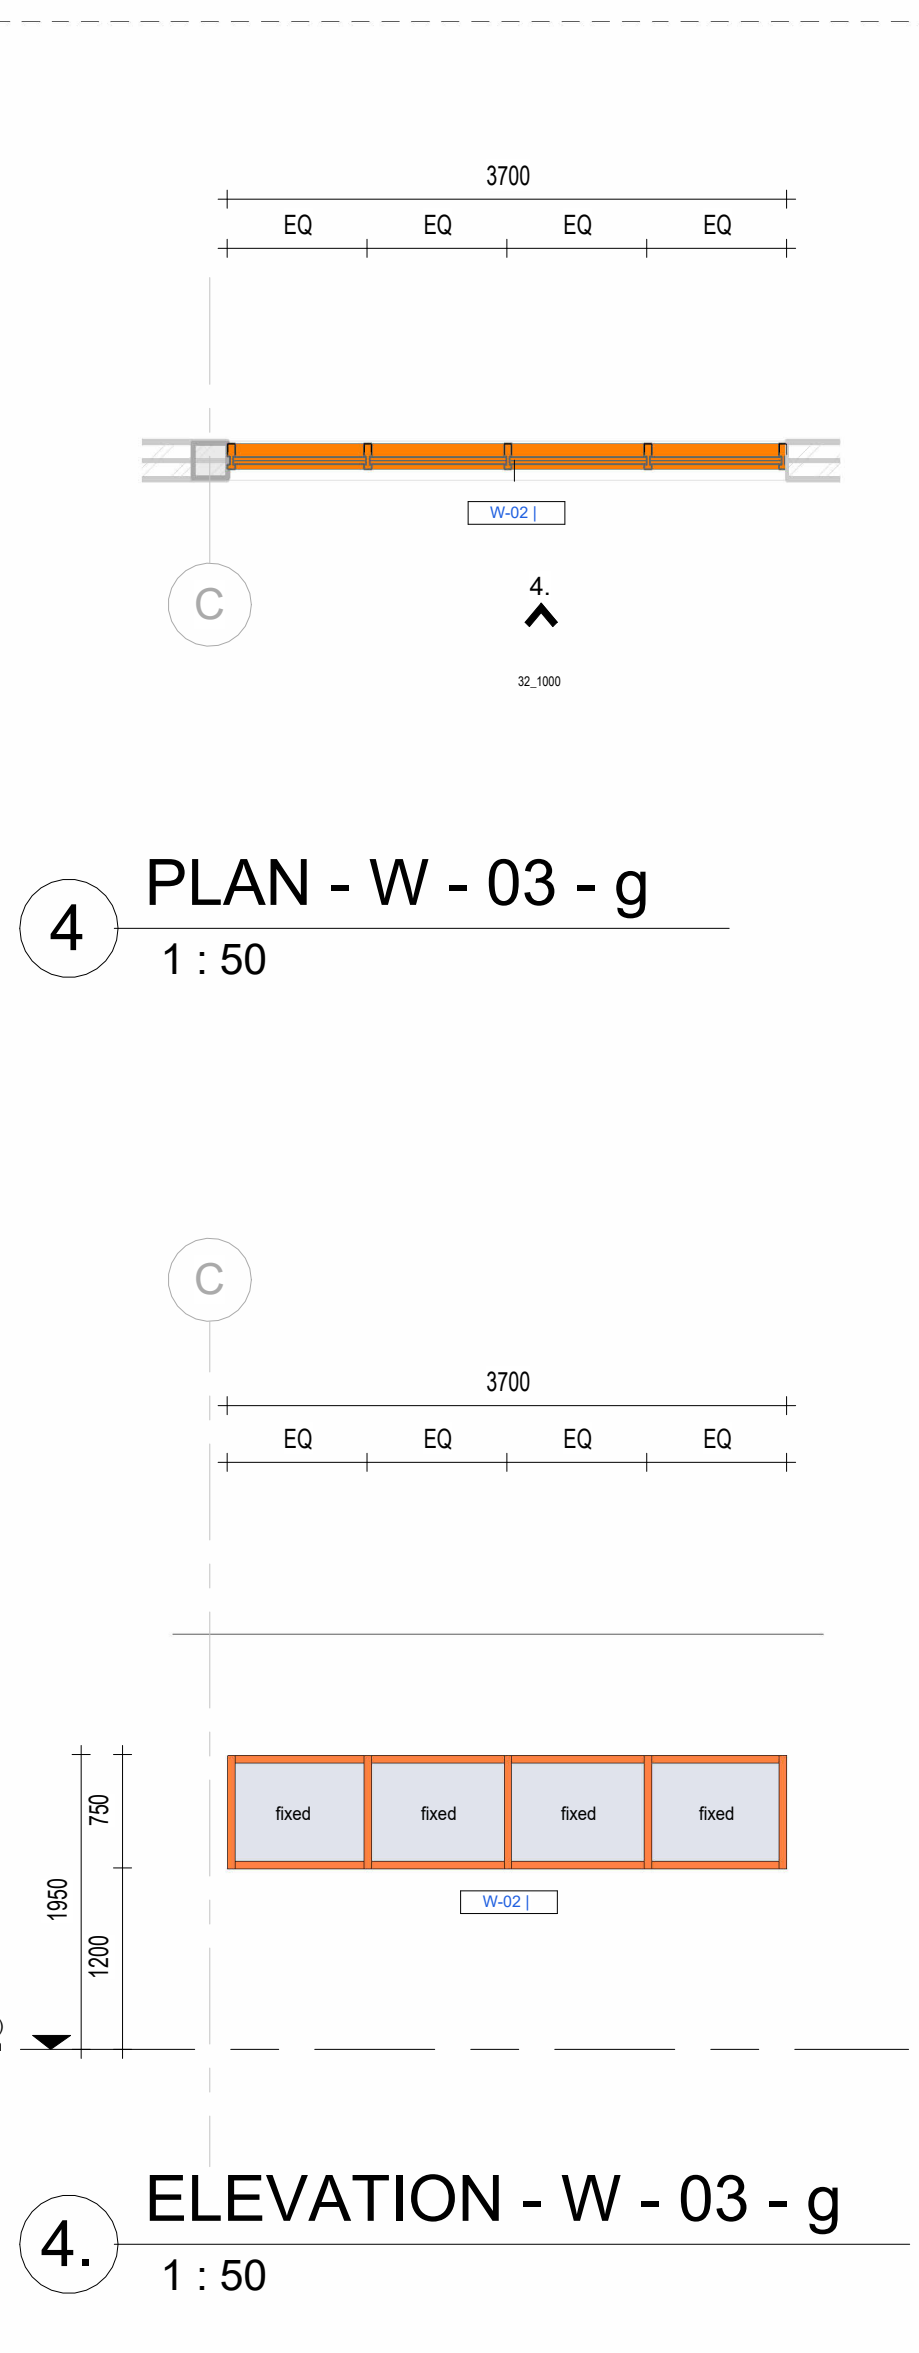 3700
EQ EQ EQ EQ
W-02 |
C
4.
32_1000
4
PLAN - W - 03 - g
1 : 50
C
3700
EQ EQ EQ EQ
750
fixed fixed fixed fixed
1950
W-02 |
1200
4.
ELEVATION - W - 03 - g
1 : 50